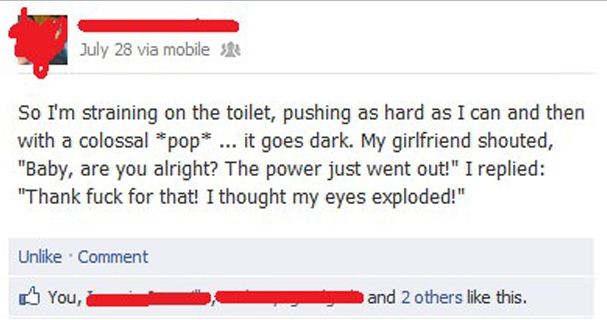 July 28 via mobile
So I'm straining on the toilet, pushing as hard as I can and then
with a colossal *pop* ... it goes dark. My girlfriend shouted,
"Baby, are you alright? The power just went out!" I replied:
"Thank fuck for that! I thought my eyes exploded!"
Unlike · Comment
You, , and 2 others like this.